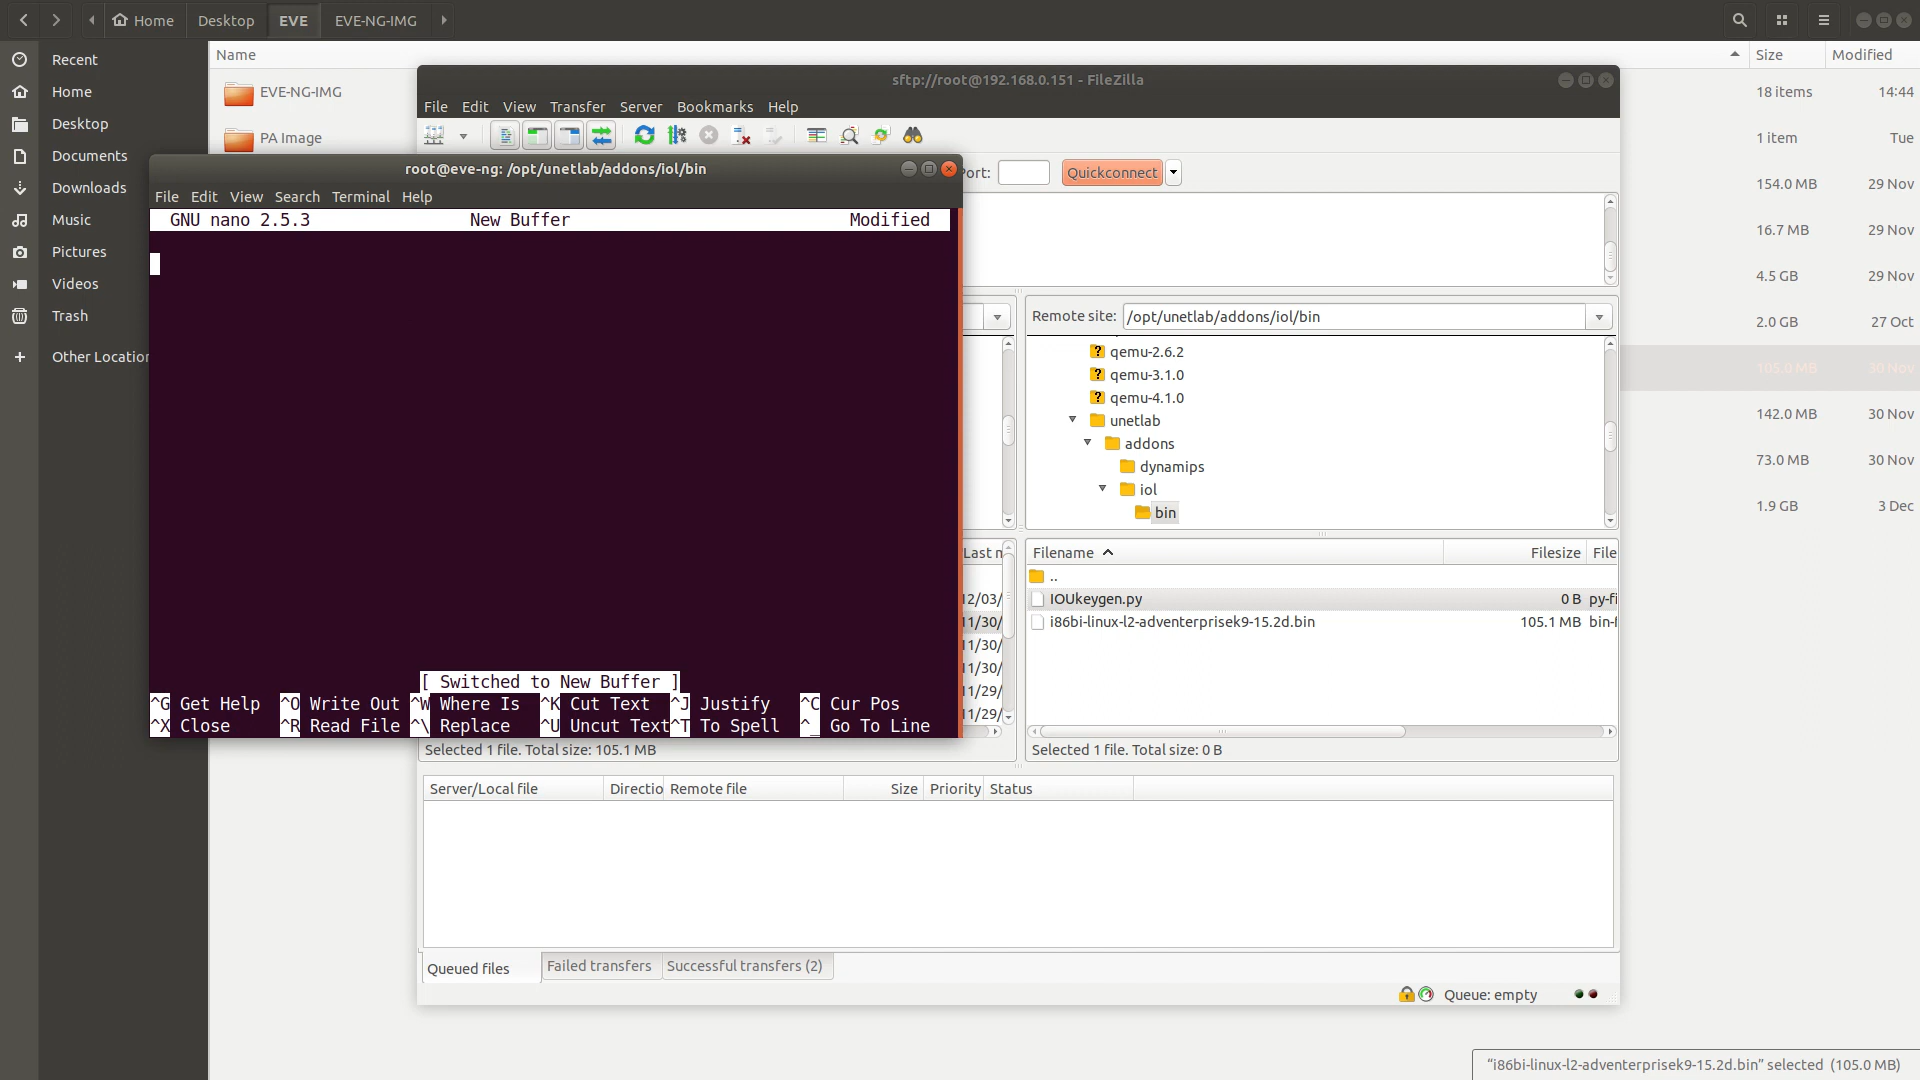 Home
Desktop
EVE
EVE-NG-IMG
Recent
Home
Desktop
Documents
Downloads
Music
Pictures
Videos
Trash
Other Location
Name
Size
Modified
EVE-NG-IMG
18 items
14:44
PA Image
1 item
Tue
154.0 MB
29 Nov
16.7 MB
29 Nov
4.5 GB
29 Nov
2.0 GB
27 Oct
105.0 MB
30 Nov
142.0 MB
30 Nov
73.0 MB
30 Nov
1.9 GB
3 Dec
sftp://root@192.168.0.151 - FileZilla
File Edit View Transfer Server Bookmarks Help
Port:
Quickconnect
root@eve-ng: /opt/unetlab/addons/iol/bin
File Edit View Search Terminal Help
GNU nano 2.5.3 New Buffer Modified
[ Switched to New Buffer ]
^G Get Help ^O Write Out ^W Where Is ^K Cut Text ^J Justify ^C Cur Pos
^X Close ^R Read File ^\ Replace ^U Uncut Text ^T To Spell ^_ Go To Line
Remote site: /opt/unetlab/addons/iol/bin
qemu-2.6.2
qemu-3.1.0
qemu-4.1.0
unetlab
addons
dynamips
iol
bin
Last m
12/03/
11/30/
11/30/
11/30/
11/29/
11/29/
Filename Filesize File
..
IOUkeygen.py 0 B py-fi
i86bi-linux-l2-adventerprisek9-15.2d.bin 105.1 MB bin-f
Selected 1 file. Total size: 105.1 MB
Selected 1 file. Total size: 0 B
Server/Local file Directio Remote file Size Priority Status
Queued files Failed transfers Successful transfers (2)
Queue: empty
“i86bi-linux-l2-adventerprisek9-15.2d.bin” selected (105.0 MB)